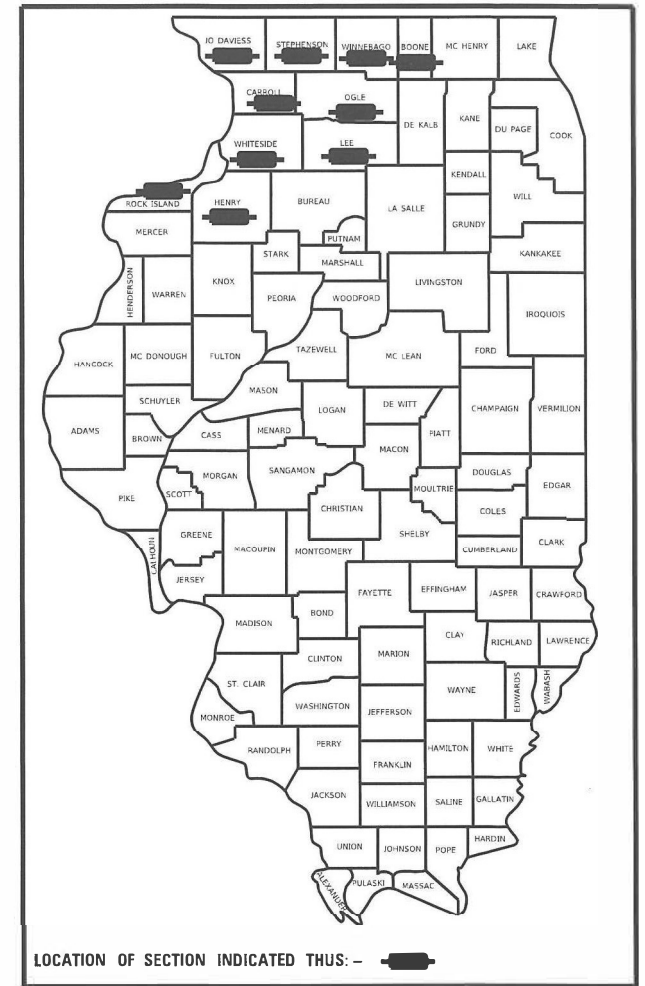 JO DAVIESS STEPHENSON WINNEBAGO BOONE MC HENRY LAKE
CARROLL OGLE DE KALB KANE DU PAGE COOK
WHITESIDE LEE KENDALL WILL
ROCK ISLAND HENRY BUREAU LA SALLE GRUNDY
MERCER PUTNAM
STARK MARSHALL KANKAKEE
HENDERSON WARREN KNOX PEORIA WOODFORD LIVINGSTON IROQUOIS
HANCOCK MC DONOUGH FULTON TAZEWELL MC LEAN FORD
MASON
SCHUYLER LOGAN DE WITT CHAMPAIGN VERMILION
ADAMS BROWN CASS MENARD PIATT
MACON
PIKE SCOTT MORGAN SANGAMON MOULTRIE DOUGLAS EDGAR
CHRISTIAN COLES
CALHOUN GREENE MACOUPIN MONTGOMERY SHELBY CUMBERLAND CLARK
JERSEY FAYETTE EFFINGHAM JASPER CRAWFORD
MADISON BOND
CLAY RICHLAND LAWRENCE
CLINTON MARION
ST. CLAIR WAYNE EDWARDS WABASH
MONROE WASHINGTON JEFFERSON
RANDOLPH PERRY HAMILTON WHITE
FRANKLIN
JACKSON WILLIAMSON SALINE GALLATIN
UNION JOHNSON POPE HARDIN
ALEXANDER PULASKI MASSAC
LOCATION OF SECTION INDICATED THUS: –